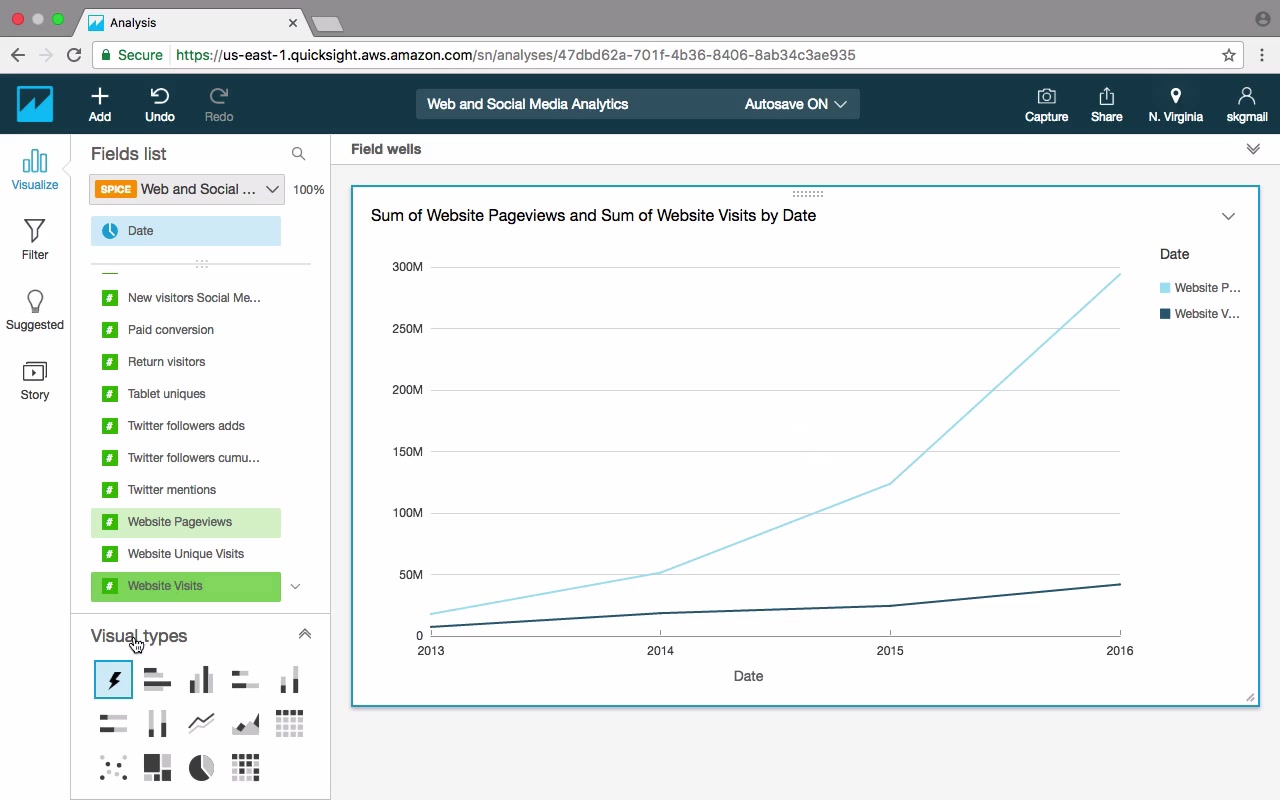 Analysis
Secure https://us-east-1.quicksight.aws.amazon.com/sn/analyses/47dbd62a-701f-4b36-8406-8ab34c3ae935
Add
Undo
Redo
Web and Social Media Analytics
Autosave ON
Capture
Share
N. Virginia
skgmail
Visualize
Filter
Suggested
Story
Fields list
SPICE Web and Social ... 100%
Date
New visitors Social Me...
Paid conversion
Return visitors
Tablet uniques
Twitter followers adds
Twitter followers cumu...
Twitter mentions
Website Pageviews
Website Unique Visits
Website Visits
Visual types
Field wells
Sum of Website Pageviews and Sum of Website Visits by Date
300M
250M
200M
150M
100M
50M
0
2013 2014 2015 2016
Date
Date
Website P...
Website V...